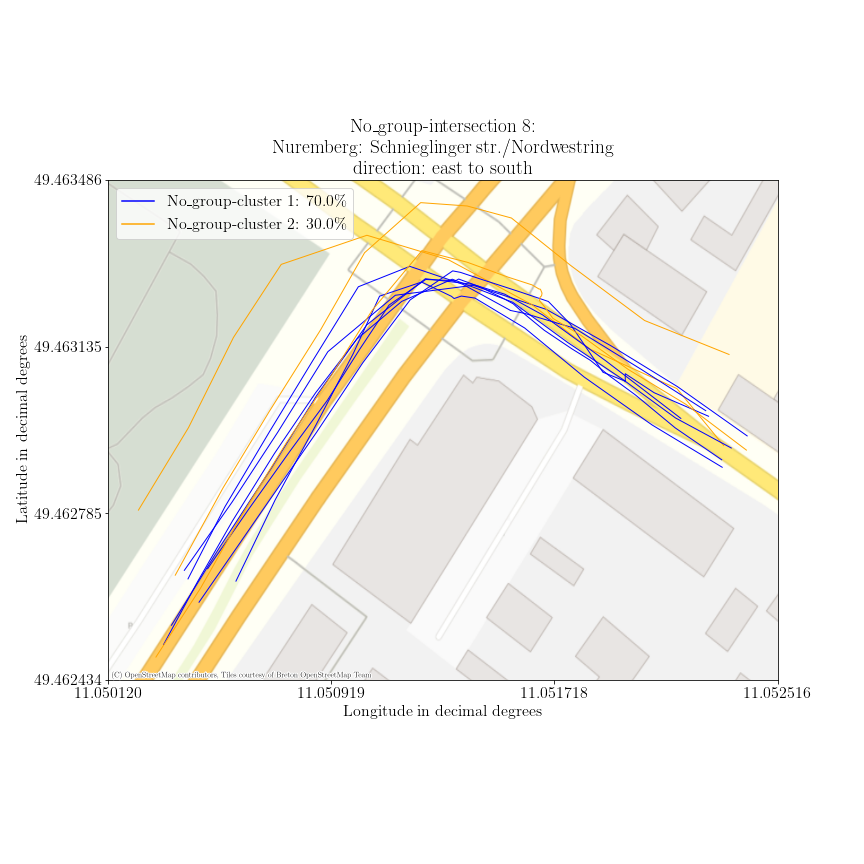 No_group-intersection 8:
Nuremberg: Schnieglinger str./Nordwestring
direction: east to south
49.463486
No_group-cluster 1: 70.0%
No_group-cluster 2: 30.0%
49.463135
49.462785
49.462434
Latitude in decimal degrees
P
(C) OpenStreetMap contributors, Tiles courtesy of Breton OpenStreetMap Team
11.050120
11.050919
11.051718
11.052516
Longitude in decimal degrees